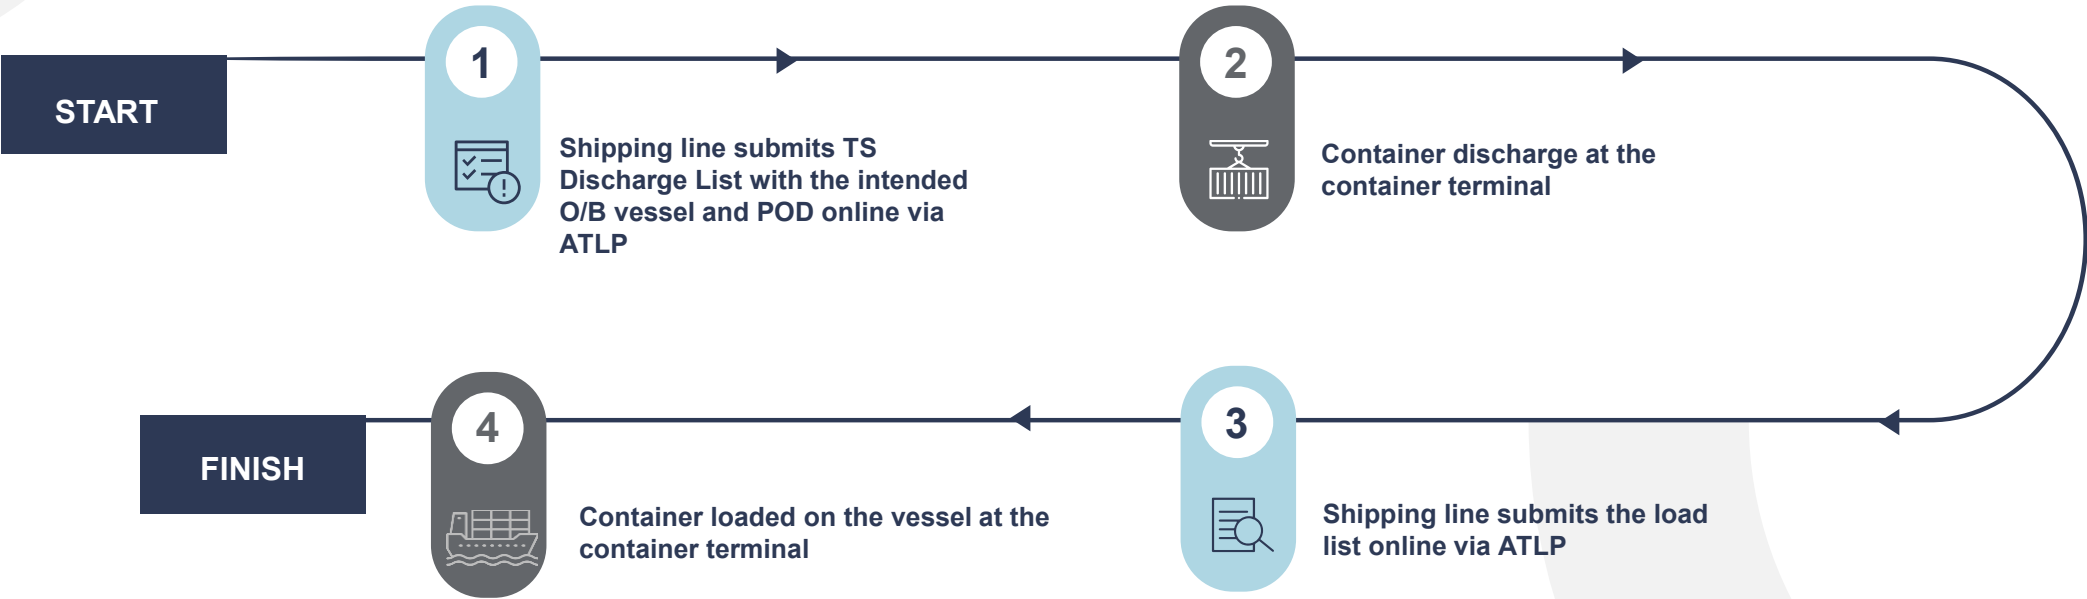 START
1
Shipping line submits TS
Discharge List with the intended
O/B vessel and POD online via
ATLP
2
Container discharge at the
container terminal
3
Shipping line submits the load
list online via ATLP
4
Container loaded on the vessel at the
container terminal
FINISH